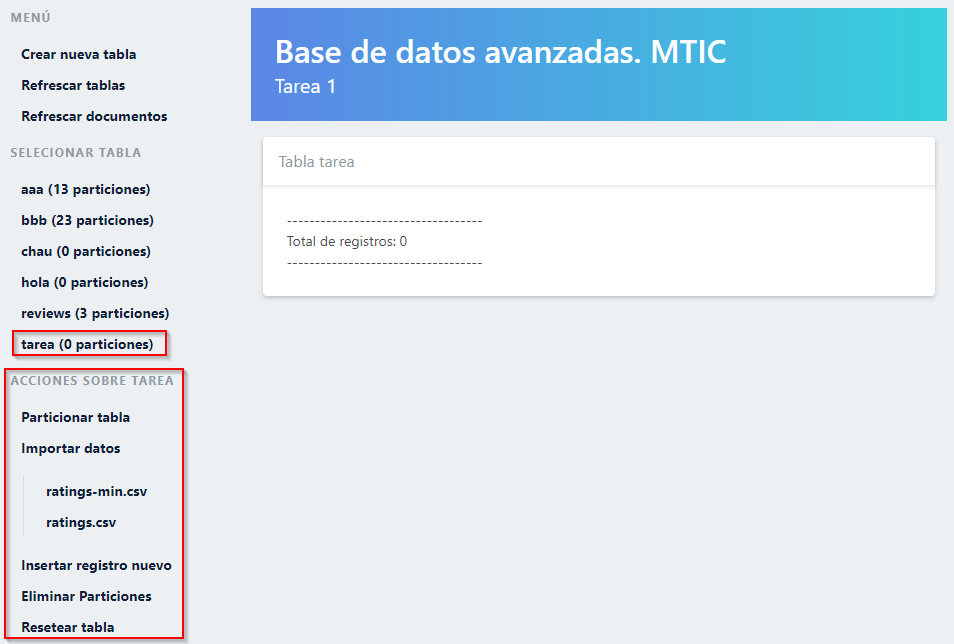 MENÚ
Crear nueva tabla
Refrescar tablas
Refrescar documentos
SELECIONAR TABLA
aaa (13 particiones)
bbb (23 particiones)
chau (0 particiones)
hola (0 particiones)
reviews (3 particiones)
tarea (0 particiones)
ACCIONES SOBRE TAREA
Particionar tabla
Importar datos
ratings-min.csv
ratings.csv
Insertar registro nuevo
Eliminar Particiones
Resetear tabla
Base de datos avanzadas. MTIC
Tarea 1
Tabla tarea
-----------------------------------
Total de registros: 0
-----------------------------------